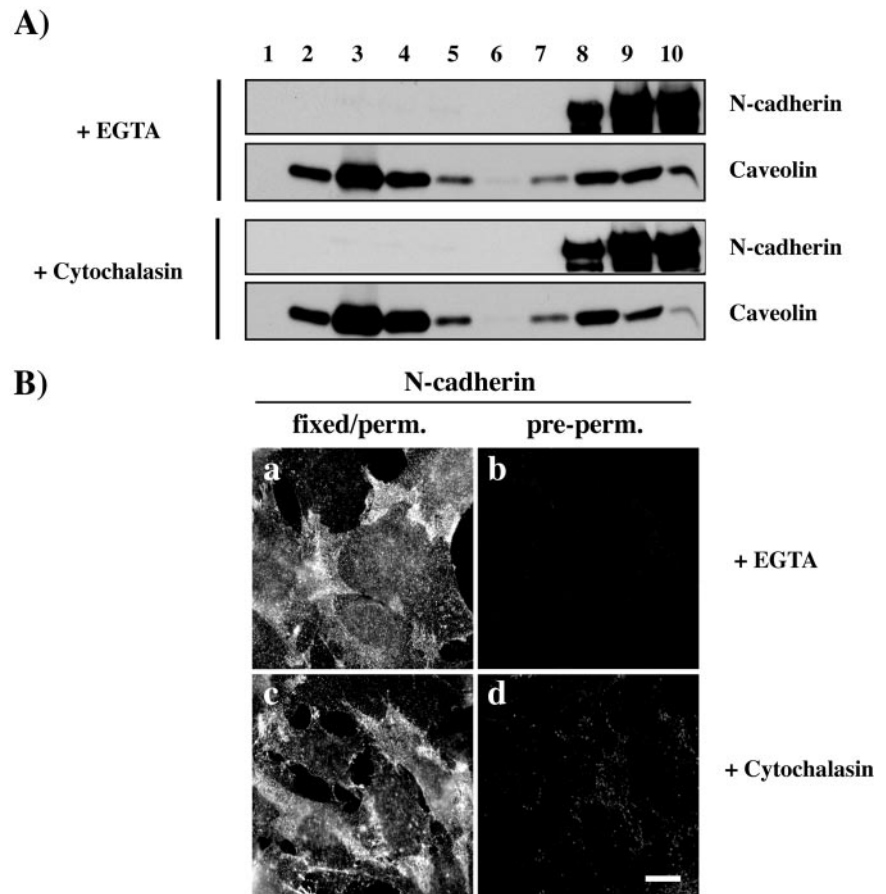 A)
1 2 3 4 5 6 7 8 9 10
+ EGTA
N-cadherin
Caveolin
+ Cytochalasin
N-cadherin
Caveolin
B)
N-cadherin
fixed/perm. pre-perm.
a b
+ EGTA
c d
+ Cytochalasin